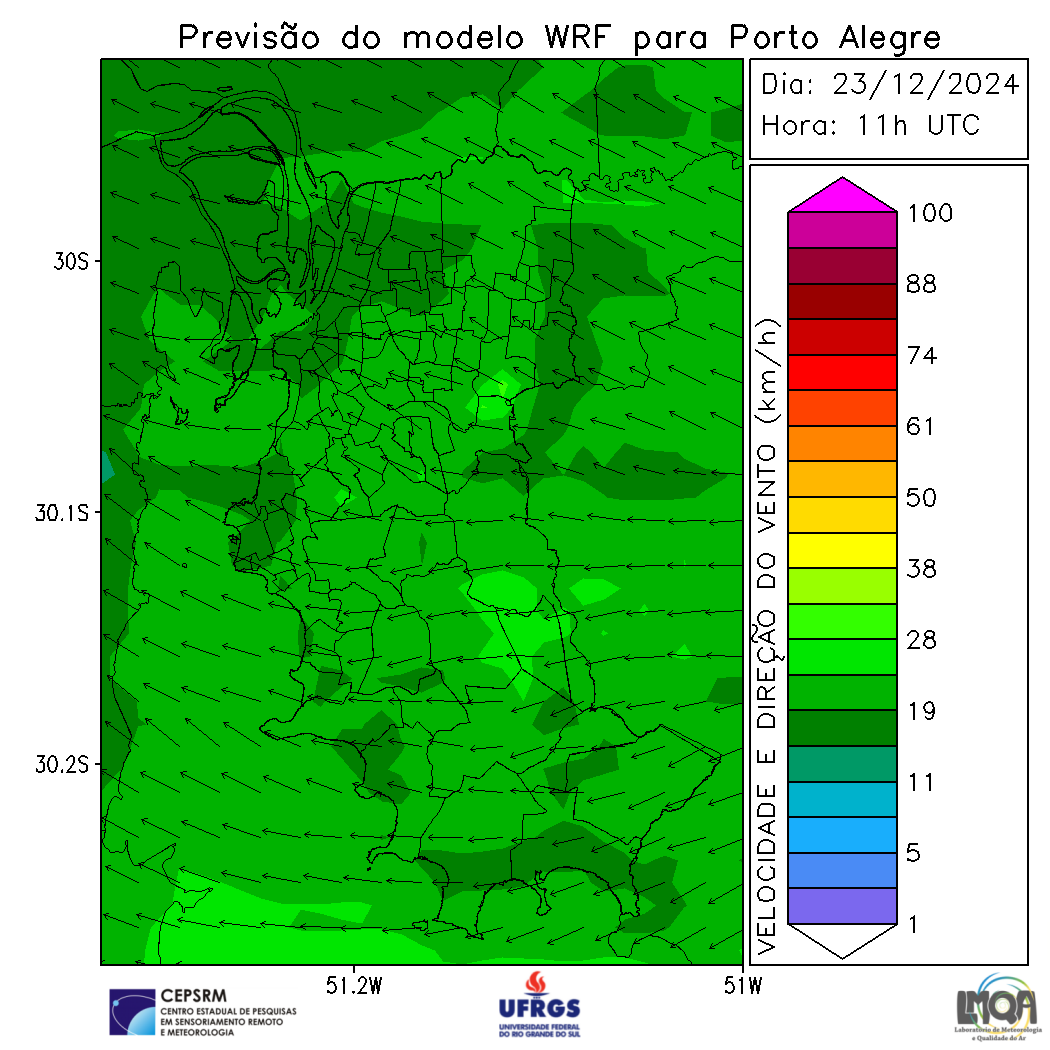 Previsão do modelo WRF para Porto Alegre
Dia: 23/12/2024
Hora: 11h UTC
30S
30.1S
30.2S
51.2W
51W
VELOCIDADE E DIREÇÃO DO VENTO (km/h)
100
88
74
61
50
38
28
19
11
5
1
CEPSRM
CENTRO ESTADUAL DE PESQUISAS
EM SENSORIAMENTO REMOTO
E METEOROLOGIA
UFRGS
UNIVERSIDADE FEDERAL
DO RIO GRANDE DO SUL
LMQA
Laboratório de Meteorologia
e Qualidade do Ar